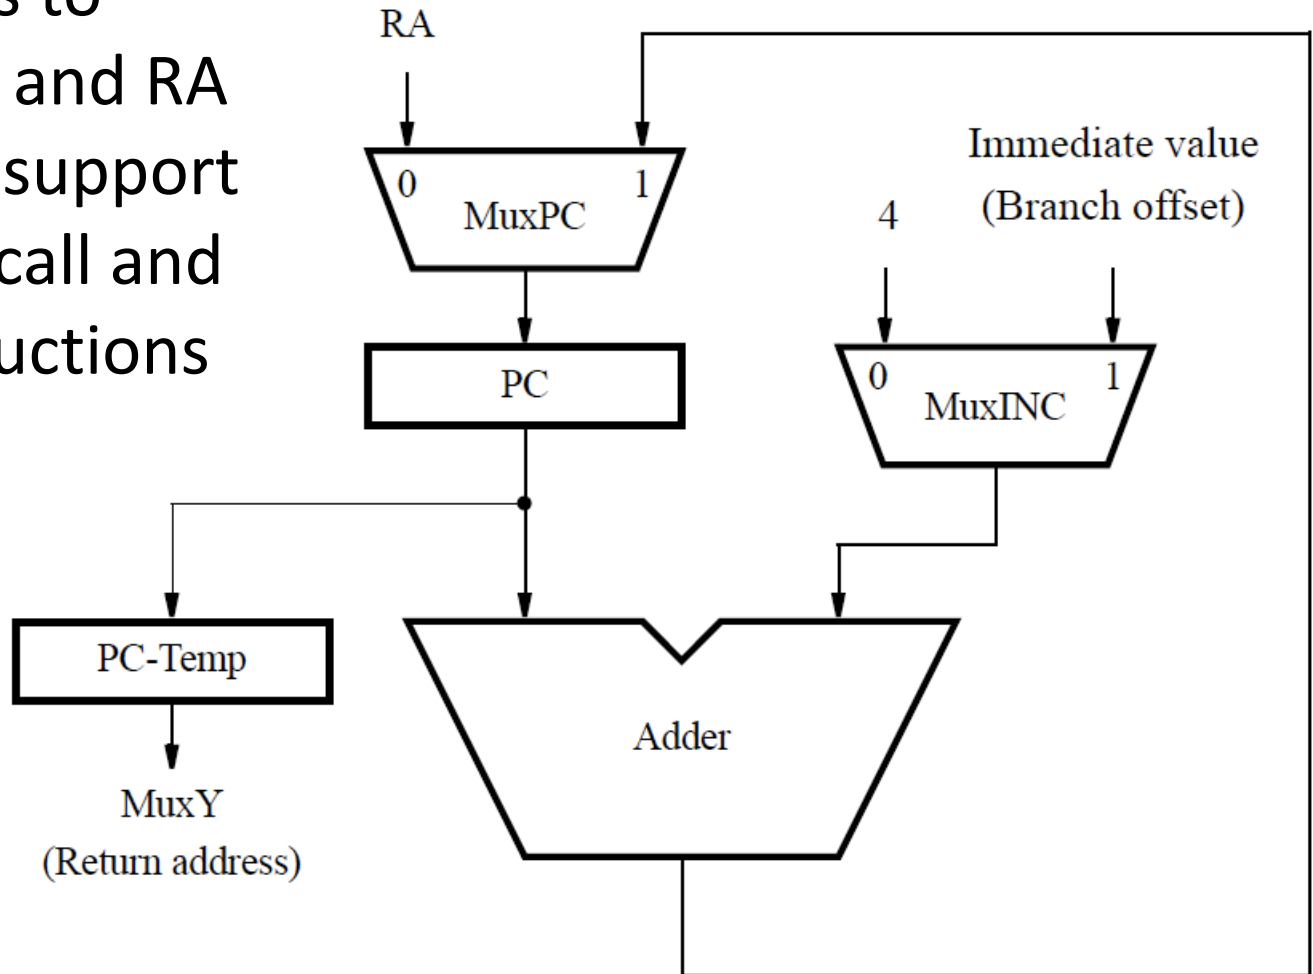 s to
and RA
support
call and
uctions
RA
0 1
MuxPC
PC
Immediate value
(Branch offset)
4
0 1
MuxINC
PC-Temp
Adder
MuxY
(Return address)